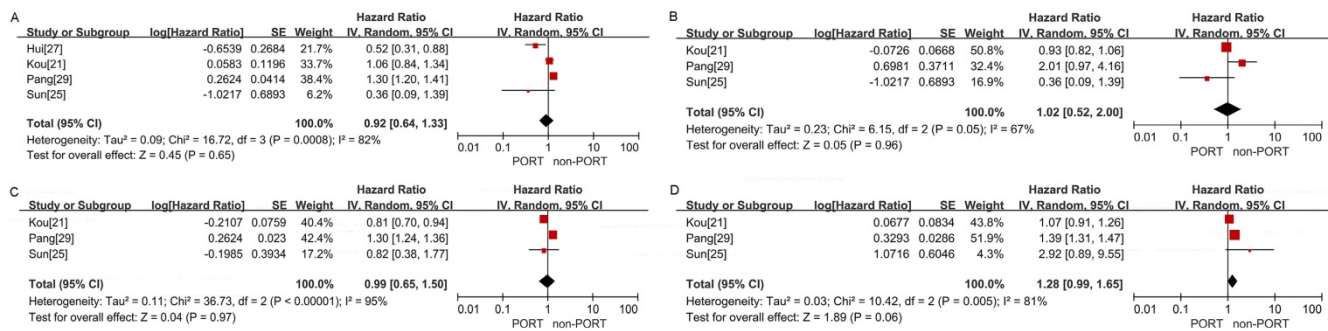 A
Hazard Ratio Hazard Ratio
Study or Subgroup log[Hazard Ratio] SE Weight IV, Random, 95% CI IV, Random, 95% CI
Hui[27] -0.6539 0.2684 21.7% 0.52 [0.31, 0.88]
Kou[21] 0.0583 0.1196 33.7% 1.06 [0.84, 1.34]
Pang[29] 0.2624 0.0414 38.4% 1.30 [1.20, 1.41]
Sun[25] -1.0217 0.6893 6.2% 0.36 [0.09, 1.39]
Total (95% CI) 100.0% 0.92 [0.64, 1.33]
Heterogeneity: Tau² = 0.09; Chi² = 16.72, df = 3 (P = 0.0008); I² = 82%
Test for overall effect: Z = 0.45 (P = 0.65)
0.01 0.1 1 10 100
PORT non-PORT
B
Hazard Ratio Hazard Ratio
Study or Subgroup log[Hazard Ratio] SE Weight IV, Random, 95% CI IV, Random, 95% CI
Kou[21] -0.0726 0.0668 50.8% 0.93 [0.82, 1.06]
Pang[29] 0.6981 0.3711 32.4% 2.01 [0.97, 4.16]
Sun[25] -1.0217 0.6893 16.9% 0.36 [0.09, 1.39]
Total (95% CI) 100.0% 1.02 [0.52, 2.00]
Heterogeneity: Tau² = 0.23; Chi² = 6.15, df = 2 (P = 0.05); I² = 67%
Test for overall effect: Z = 0.05 (P = 0.96)
0.01 0.1 1 10 100
PORT non-PORT
C
Hazard Ratio Hazard Ratio
Study or Subgroup log[Hazard Ratio] SE Weight IV, Random, 95% CI IV, Random, 95% CI
Kou[21] -0.2107 0.0759 40.4% 0.81 [0.70, 0.94]
Pang[29] 0.2624 0.023 42.4% 1.30 [1.24, 1.36]
Sun[25] -0.1985 0.3934 17.2% 0.82 [0.38, 1.77]
Total (95% CI) 100.0% 0.99 [0.65, 1.50]
Heterogeneity: Tau² = 0.11; Chi² = 36.73, df = 2 (P < 0.00001); I² = 95%
Test for overall effect: Z = 0.04 (P = 0.97)
0.01 0.1 1 10 100
PORT non-PORT
D
Hazard Ratio Hazard Ratio
Study or Subgroup log[Hazard Ratio] SE Weight IV, Random, 95% CI IV, Random, 95% CI
Kou[21] 0.0677 0.0834 43.8% 1.07 [0.91, 1.26]
Pang[29] 0.3293 0.0286 51.9% 1.39 [1.31, 1.47]
Sun[25] 1.0716 0.6046 4.3% 2.92 [0.89, 9.55]
Total (95% CI) 100.0% 1.28 [0.99, 1.65]
Heterogeneity: Tau² = 0.03; Chi² = 10.42, df = 2 (P = 0.005); I² = 81%
Test for overall effect: Z = 1.89 (P = 0.06)
0.01 0.1 1 10 100
PORT non-PORT